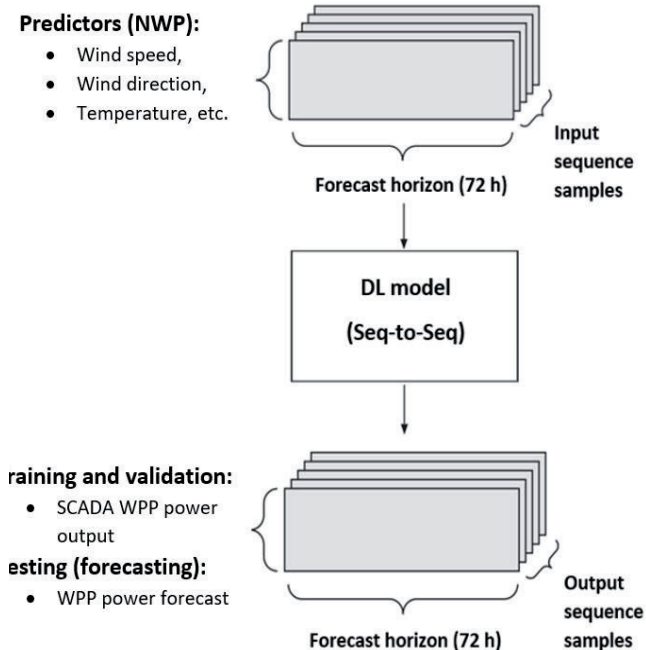 Predictors (NWP):
• Wind speed,
• Wind direction,
• Temperature, etc.
Input
sequence
samples
Forecast horizon (72 h)
DL model
(Seq-to-Seq)
raining and validation:
• SCADA WPP power
output
esting (forecasting):
• WPP power forecast
Output
sequence
samples
Forecast horizon (72 h)